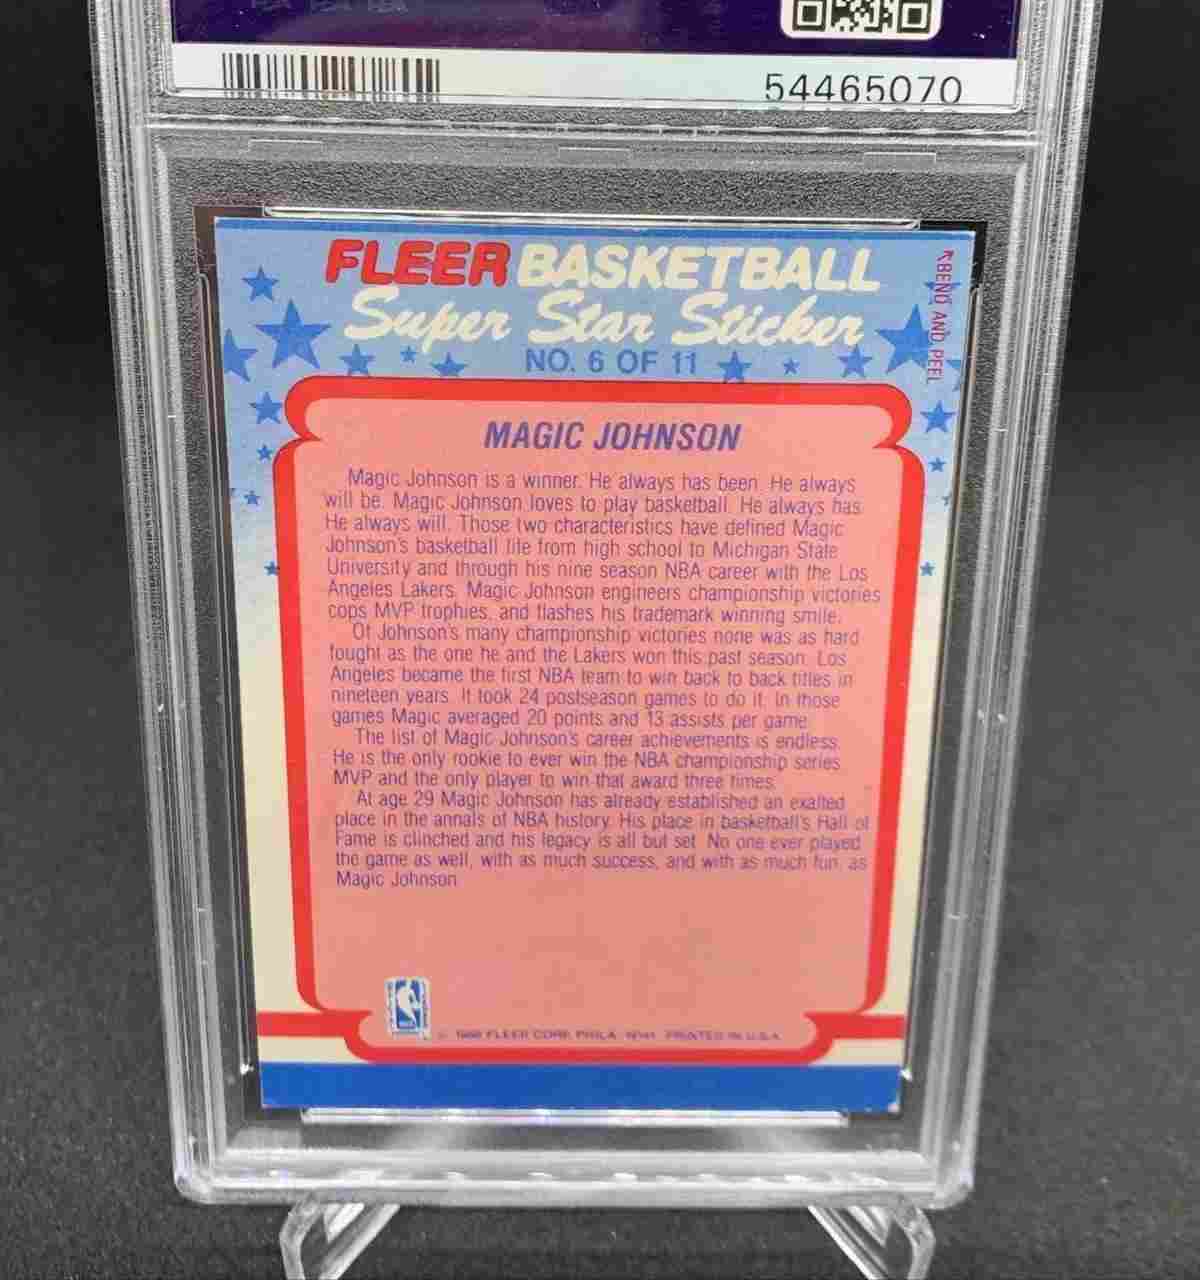 54465070
FLEER BASKETBALL
Super Star Sticker
NO. 6 OF 11
BEND AND PEEL
MAGIC JOHNSON
Magic Johnson is a winner. He always has been. He always
will be. Magic Johnson loves to play basketball. He always has.
He always will. Those two characteristics have defined Magic
Johnson's basketball life from high school to Michigan State
University and through his nine season NBA career with the Los
Angeles Lakers. Magic Johnson engineers championship victories
cops MVP trophies, and flashes his trademark winning smile.
Of Johnson's many championship victories none was as hard
fought as the one he and the Lakers won this past season. Los
Angeles became the first NBA team to win back to back titles in
nineteen years. It took 24 postseason games to do it. In those
games Magic averaged 20 points and 13 assists per game.
The list of Magic Johnson's career achievements is endless.
He is the only rookie to ever win the NBA championship series
MVP and the only player to win that award three times.
At age 29 Magic Johnson has already established an exalted
place in the annals of NBA history. His place in basketball's Hall of
Fame is clinched and his legacy is all but set. No one ever played
the game as well, with as much success, and with as much fun, as
Magic Johnson.
© 1988 FLEER CORP. PHILA. 19141 PRINTED IN U.S.A.